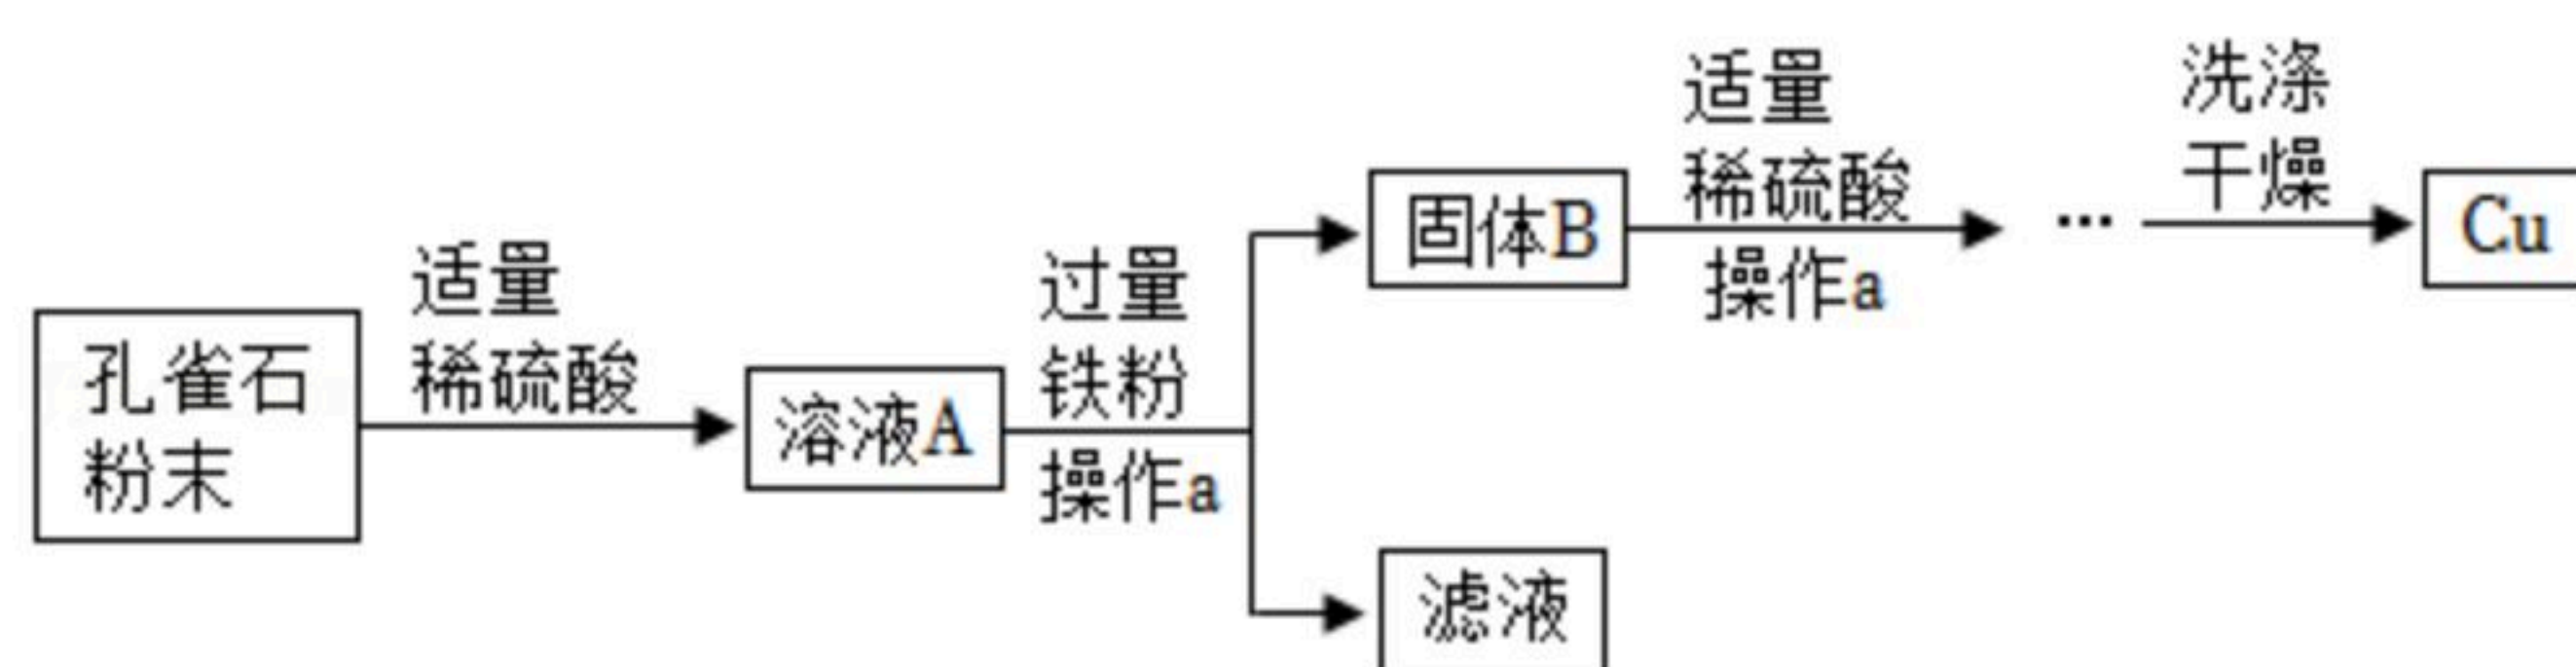 孔雀石
粉末
适量
稀硫酸
溶液A
过量
铁粉
操作a
固体B
适量
稀硫酸
操作a
...
洗涤
干燥
Cu
滤液